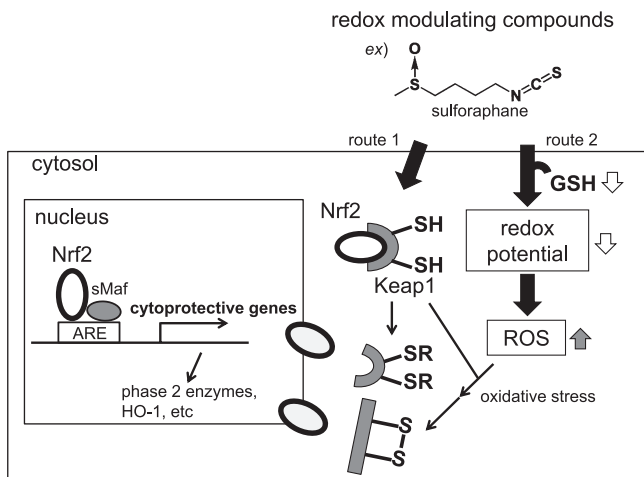 redox modulating compounds
ex)
O
S
N
C
S
sulforaphane
route 1
route 2
cytosol
GSH
nucleus
Nrf2
SH
redox
potential
Nrf2
SH
Keap1
sMaf
cytoprotective genes
ARE
ROS
SR
SR
phase 2 enzymes,
HO-1, etc
oxidative stress
S
S